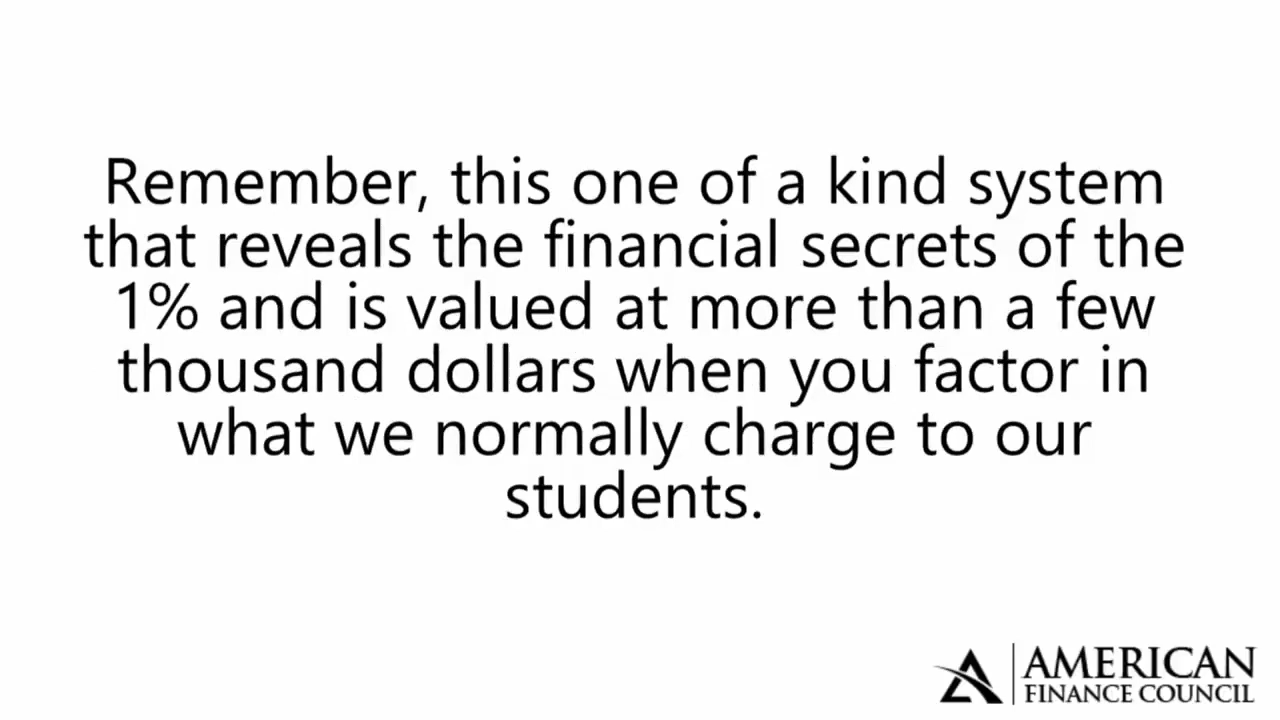 Remember, this one of a kind system
that reveals the financial secrets of the
1% and is valued at more than a few
thousand dollars when you factor in
what we normally charge to our
students.
AMERICAN
FINANCE COUNCIL